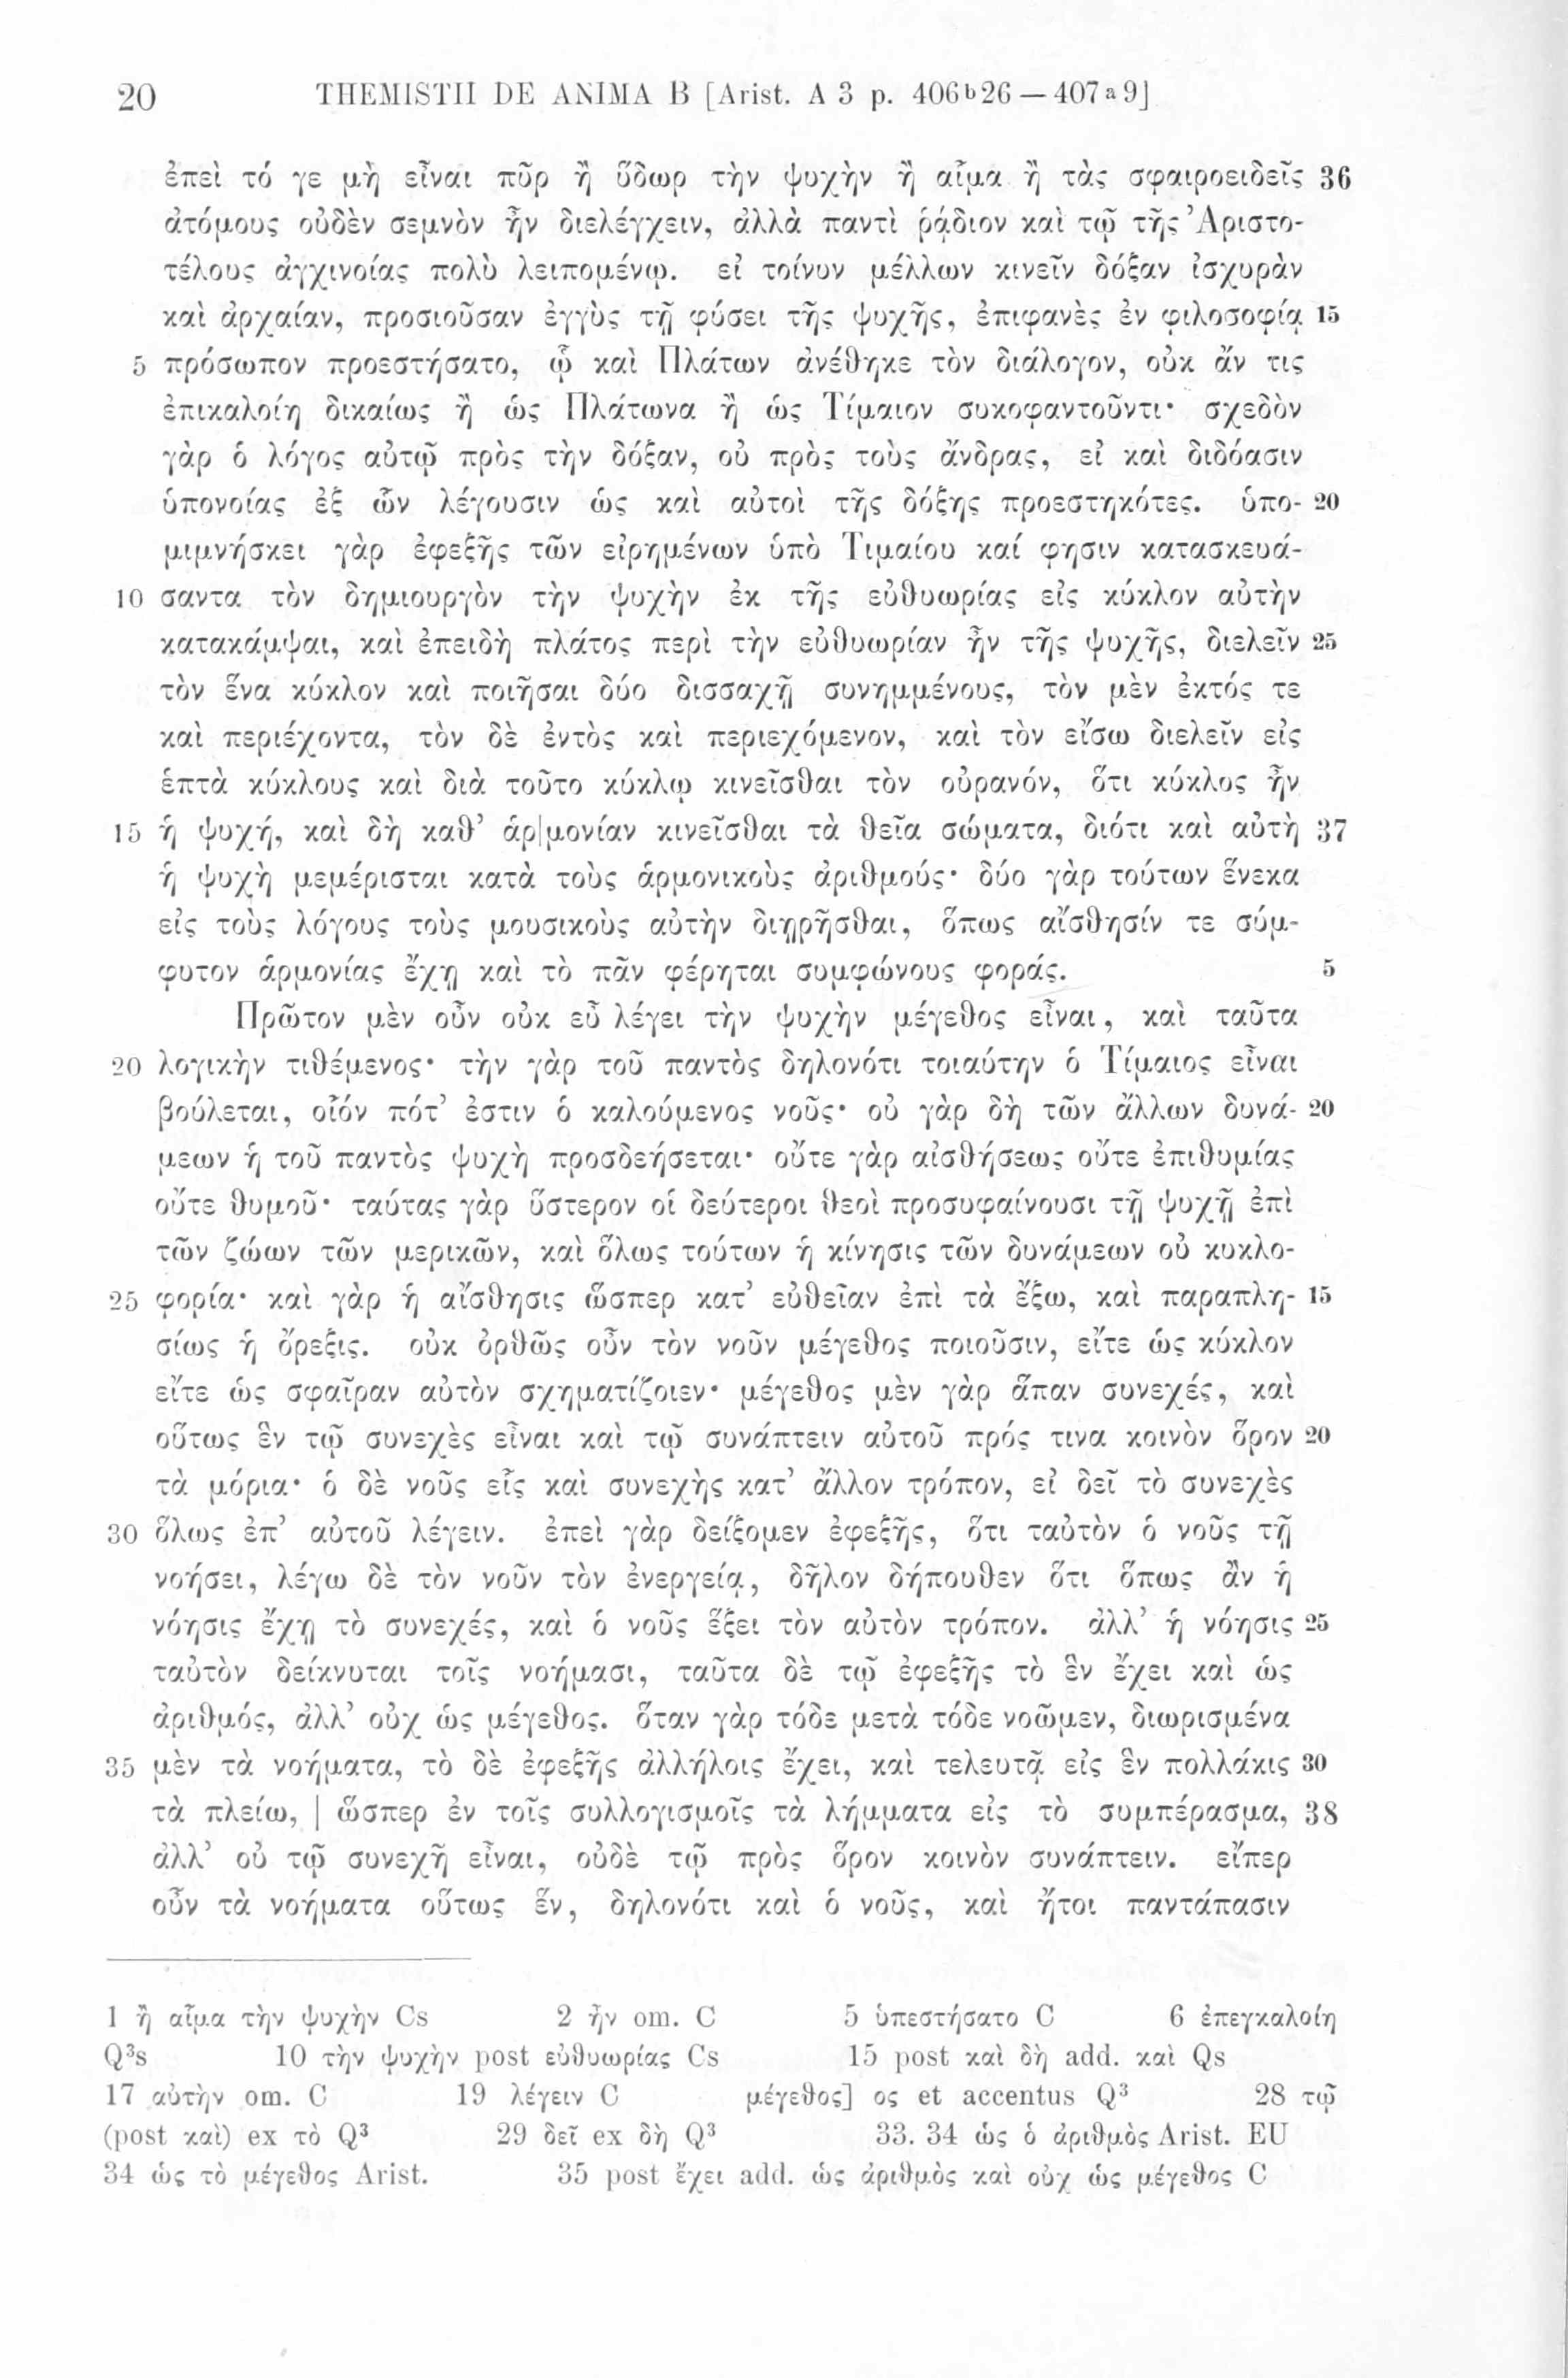 20 THEMISTII DE ANIMA B [Arist. A 3 p. 406ᵇ26 — 407ᵃ9]
ἐπεὶ τό γε μὴ εἶναι πῦρ ἢ ὕδωρ τὴν ψυχὴν ἢ αἷμα ἢ τὰς σφαιροειδεῖς 36
ἀτόμους οὐδὲν σεμνὸν ἦν διελέγχειν, ἀλλὰ παντὶ ῥᾴδιον καὶ τῷ τῆς Ἀριστο-
τέλους ἀγχινοίας πολὺ λειπομένῳ. εἰ τοίνυν μέλλων κινεῖν δόξαν ἰσχυρὰν
καὶ ἀρχαίαν, προσιοῦσαν ἐγγὺς τῇ φύσει τῆς ψυχῆς, ἐπιφανὲς ἐν φιλοσοφίᾳ 15
5 πρόσωπον προεστήσατο, ᾧ καὶ Πλάτων ἀνέθηκε τὸν διάλογον, οὐκ ἄν τις
ἐπικαλοίη δικαίως ἢ ὡς Πλάτωνα ἢ ὡς Τίμαιον συκοφαντοῦντι· σχεδὸν
γὰρ ὁ λόγος αὐτῷ πρὸς τὴν δόξαν, οὐ πρὸς τοὺς ἄνδρας, εἰ καὶ διδόασιν
ὑπονοίας ἐξ ὧν λέγουσιν ὡς καὶ αὐτοὶ τῆς δόξης προεστηκότες. ὑπο- 20
μιμνήσκει γὰρ ἐφεξῆς τῶν εἰρημένων ὑπὸ Τιμαίου καί φησιν κατασκευά-
10 σαντα τὸν δημιουργὸν τὴν ψυχὴν ἐκ τῆς εὐθυωρίας εἰς κύκλον αὐτὴν
κατακάμψαι, καὶ ἐπειδὴ πλάτος περὶ τὴν εὐθυωρίαν ἦν τῆς ψυχῆς, διελεῖν 25
τὸν ἕνα κύκλον καὶ ποιῆσαι δύο δισσαχῇ συνημμένους, τὸν μὲν ἐκτός τε
καὶ περιέχοντα, τὸν δὲ ἐντὸς καὶ περιεχόμενον, καὶ τὸν εἴσω διελεῖν εἰς
ἑπτὰ κύκλους καὶ διὰ τοῦτο κύκλῳ κινεῖσθαι τὸν οὐρανόν, ὅτι κύκλος ἦν
15 ἡ ψυχή, καὶ δὴ καθ’ ἁρ|μονίαν κινεῖσθαι τὰ θεῖα σώματα, διότι καὶ αὐτὴ 37
ἡ ψυχὴ μεμέρισται κατὰ τοὺς ἁρμονικοὺς ἀριθμούς· δύο γὰρ τούτων ἕνεκα
εἰς τοὺς λόγους τοὺς μουσικοὺς αὐτὴν διῃρῆσθαι, ὅπως αἴσθησίν τε σύμ-
φυτον ἁρμονίας ἔχῃ καὶ τὸ πᾶν φέρηται συμφώνους φοράς. 5
Πρῶτον μὲν οὖν οὐκ εὖ λέγει τὴν ψυχὴν μέγεθος εἶναι, καὶ ταῦτα
20 λογικὴν τιθέμενος· τὴν γὰρ τοῦ παντὸς δηλονότι τοιαύτην ὁ Τίμαιος εἶναι
βούλεται, οἷόν πότ’ ἐστιν ὁ καλούμενος νοῦς· οὐ γὰρ δὴ τῶν ἄλλων δυνά- 20
μεων ἡ τοῦ παντὸς ψυχὴ προσδεήσεται· οὔτε γὰρ αἰσθήσεως οὔτε ἐπιθυμίας
οὔτε θυμοῦ· ταύτας γὰρ ὕστερον οἱ δεύτεροι θεοὶ προσυφαίνουσι τῇ ψυχῇ ἐπὶ
τῶν ζώων τῶν μερικῶν, καὶ ὅλως τούτων ἡ κίνησις τῶν δυνάμεων οὐ κυκλο-
25 φορία· καὶ γὰρ ἡ αἴσθησις ὥσπερ κατ’ εὐθεῖαν ἐπὶ τὰ ἔξω, καὶ παραπλη- 15
σίως ἡ ὄρεξις. οὐκ ὀρθῶς οὖν τὸν νοῦν μέγεθος ποιοῦσιν, εἴτε ὡς κύκλον
εἴτε ὡς σφαῖραν αὐτὸν σχηματίζοιεν· μέγεθος μὲν γὰρ ἅπαν συνεχές, καὶ
οὕτως ἓν τῷ συνεχὲς εἶναι καὶ τῷ συνάπτειν αὐτοῦ πρός τινα κοινὸν ὅρον 20
τὰ μόρια· ὁ δὲ νοῦς εἷς καὶ συνεχὴς κατ’ ἄλλον τρόπον, εἰ δεῖ τὸ συνεχὲς
30 ὅλως ἐπ’ αὐτοῦ λέγειν. ἐπεὶ γὰρ δείξομεν ἐφεξῆς, ὅτι ταὐτὸν ὁ νοῦς τῇ
νοήσει, λέγω δὲ τὸν νοῦν τὸν ἐνεργείᾳ, δῆλον δήπουθεν ὅτι ὅπως ἂν ἡ
νόησις ἔχῃ τὸ συνεχές, καὶ ὁ νοῦς ἕξει τὸν αὐτὸν τρόπον. ἀλλ’ ἡ νόησις 25
ταὐτὸν δείκνυται τοῖς νοήμασι, ταῦτα δὲ τῷ ἐφεξῆς τὸ ἓν ἔχει καὶ ὡς
ἀριθμός, ἀλλ’ οὐχ ὡς μέγεθος. ὅταν γὰρ τόδε μετὰ τόδε νοῶμεν, διωρισμένα
35 μὲν τὰ νοήματα, τὸ δὲ ἐφεξῆς ἀλλήλοις ἔχει, καὶ τελευτᾷ εἰς ἓν πολλάκις 30
τὰ πλείω, | ὥσπερ ἐν τοῖς συλλογισμοῖς τὰ λήμματα εἰς τὸ συμπέρασμα, 38
ἀλλ’ οὐ τῷ συνεχῆ εἶναι, οὐδὲ τῷ πρὸς ὅρον κοινὸν συνάπτειν. εἴπερ
οὖν τὰ νοήματα οὕτως ἕν, δηλονότι καὶ ὁ νοῦς, καὶ ἤτοι παντάπασιν
1 ἢ αἷμα τὴν ψυχὴν Cs 2 ἦν om. C 5 ὑπεστήσατο C 6 ἐπεγκαλοίη
Q³s 10 τὴν ψυχὴν post εὐθυωρίας Cs 15 post καὶ δὴ add. καὶ Qs
17 αὐτὴν om. C 19 λέγειν C μέγεθος] ος et accentus Q³ 28 τῷ
(post καὶ) ex τὸ Q³ 29 δεῖ ex δὴ Q³ 33. 34 ὡς ὁ ἀριθμὸς Arist. EU
34 ὡς τὸ μέγεθος Arist. 35 post ἔχει add. ὡς ἀριθμὸς καὶ οὐχ ὡς μέγεθος C